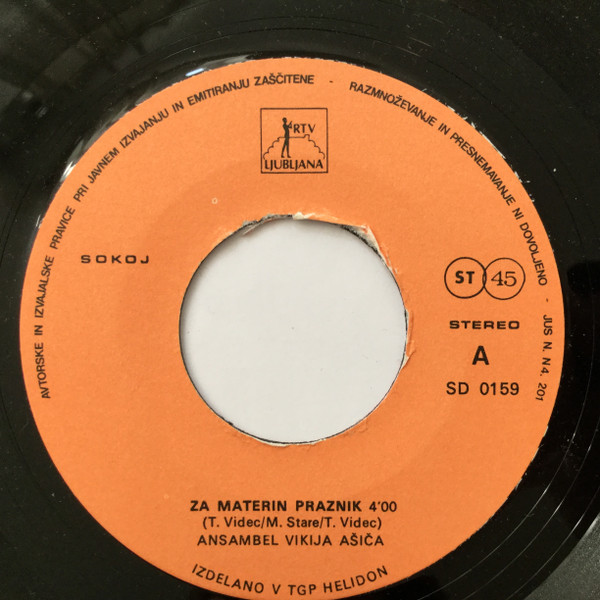 AVTORSKE IN IZVAJALSKE PRAVICE PRI JAVNEM IZVAJANJU IN EMITIRANJU ZAŠČITENE - RAZMNOŽEVANJE IN PRESNEMAVANJE NI DOVOLJENO - JUS N. N4. 201
RTV
LJUBLJANA
SOKOJ
ST 45
STEREO
A
SD 0159
ZA MATERIN PRAZNIK 4'00
(T. Videc/M. Stare/T. Videc)
ANSAMBEL VIKIJA AŠIČA
IZDELANO V TGP HELIDON